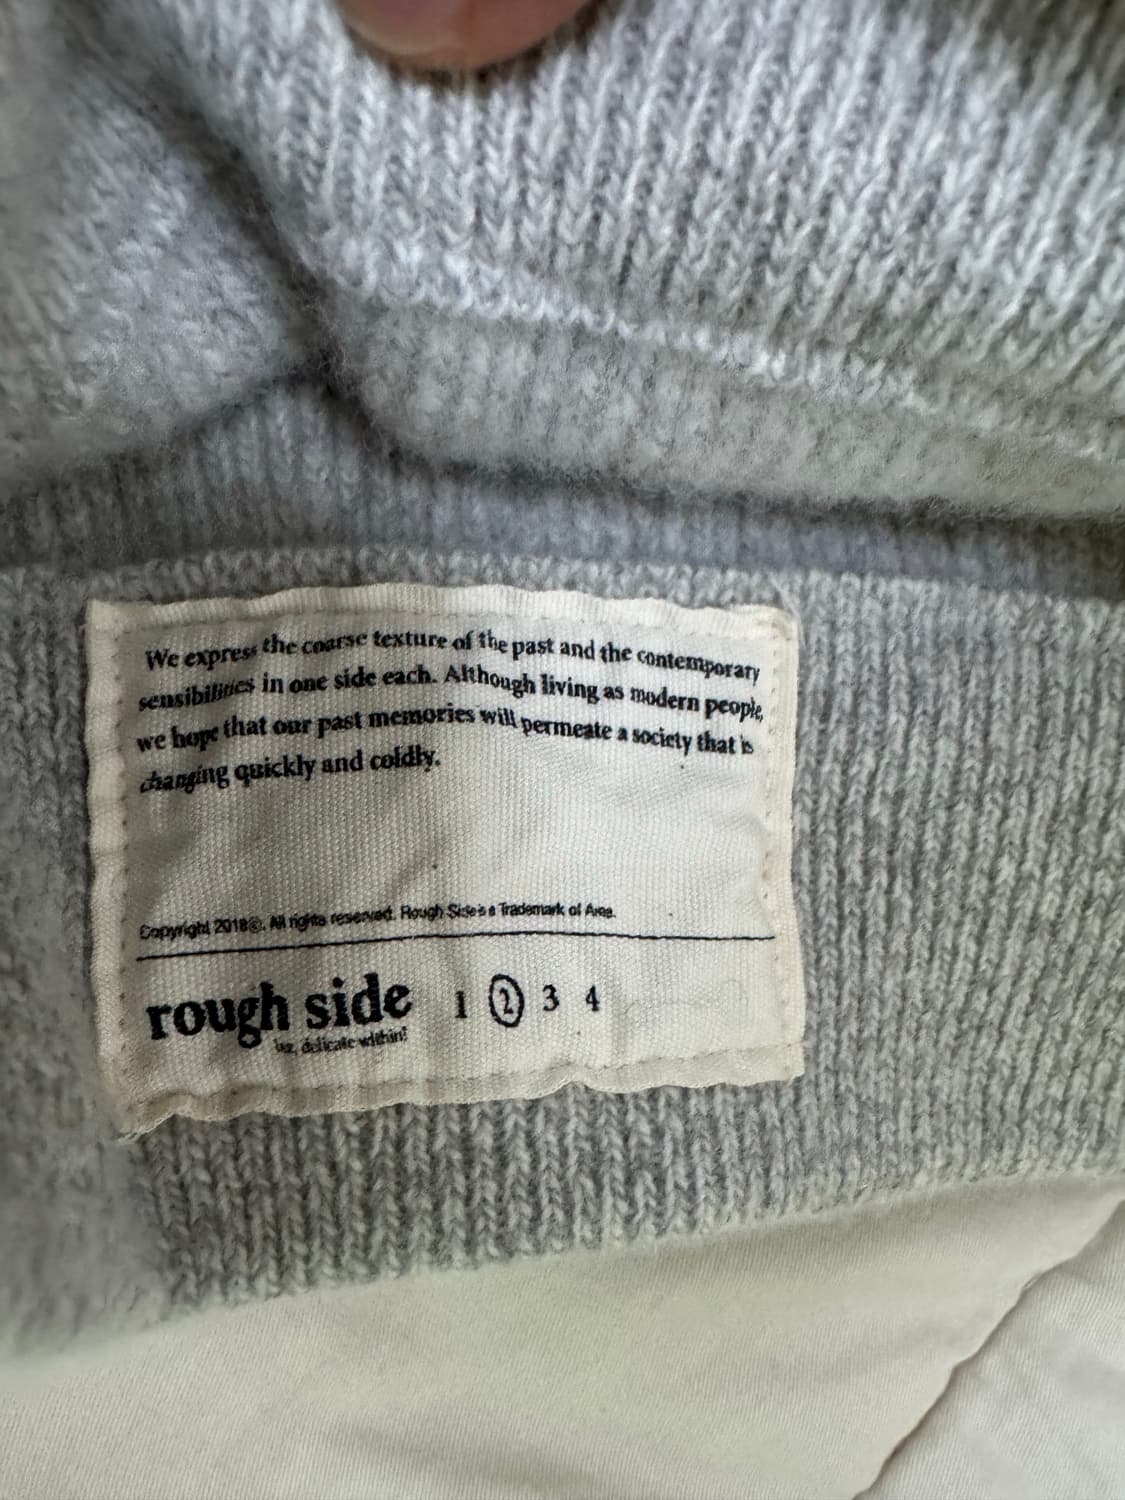 We express the coarse texture of the past and the contemporary
sensibilities in one side each. Although living as modern people,
we hope that our past memories will permeate a society that is
changing quickly and coldly.
Copyright 2018©. All rights reserved. Rough Side is a Trademark of Area.
rough side 1 2 3 4
delicate within!